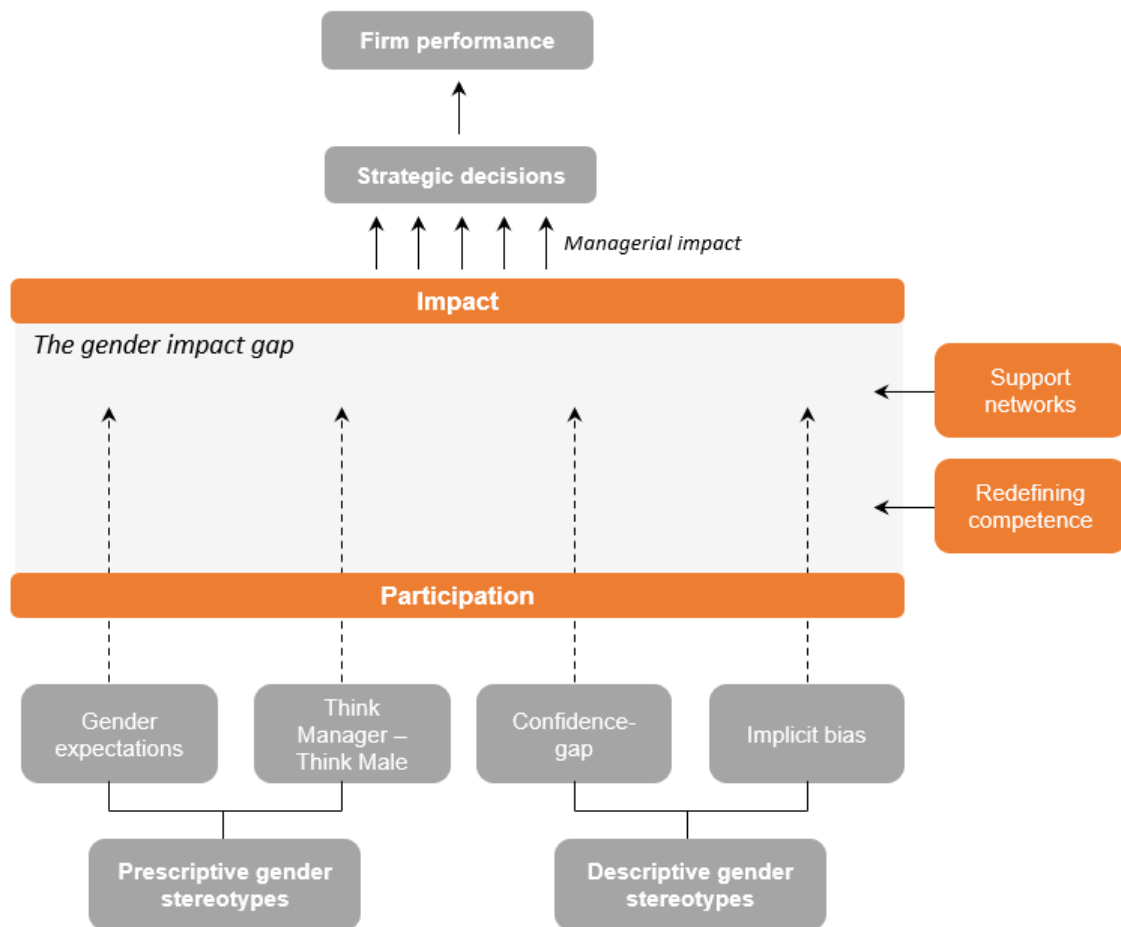 Firm performance
Strategic decisions
Managerial impact
Impact
The gender impact gap
Support
networks
Redefining
competence
Participation
Gender
expectations
Think
Manager –
Think Male
Confidence-
gap
Implicit bias
Prescriptive gender
stereotypes
Descriptive gender
stereotypes